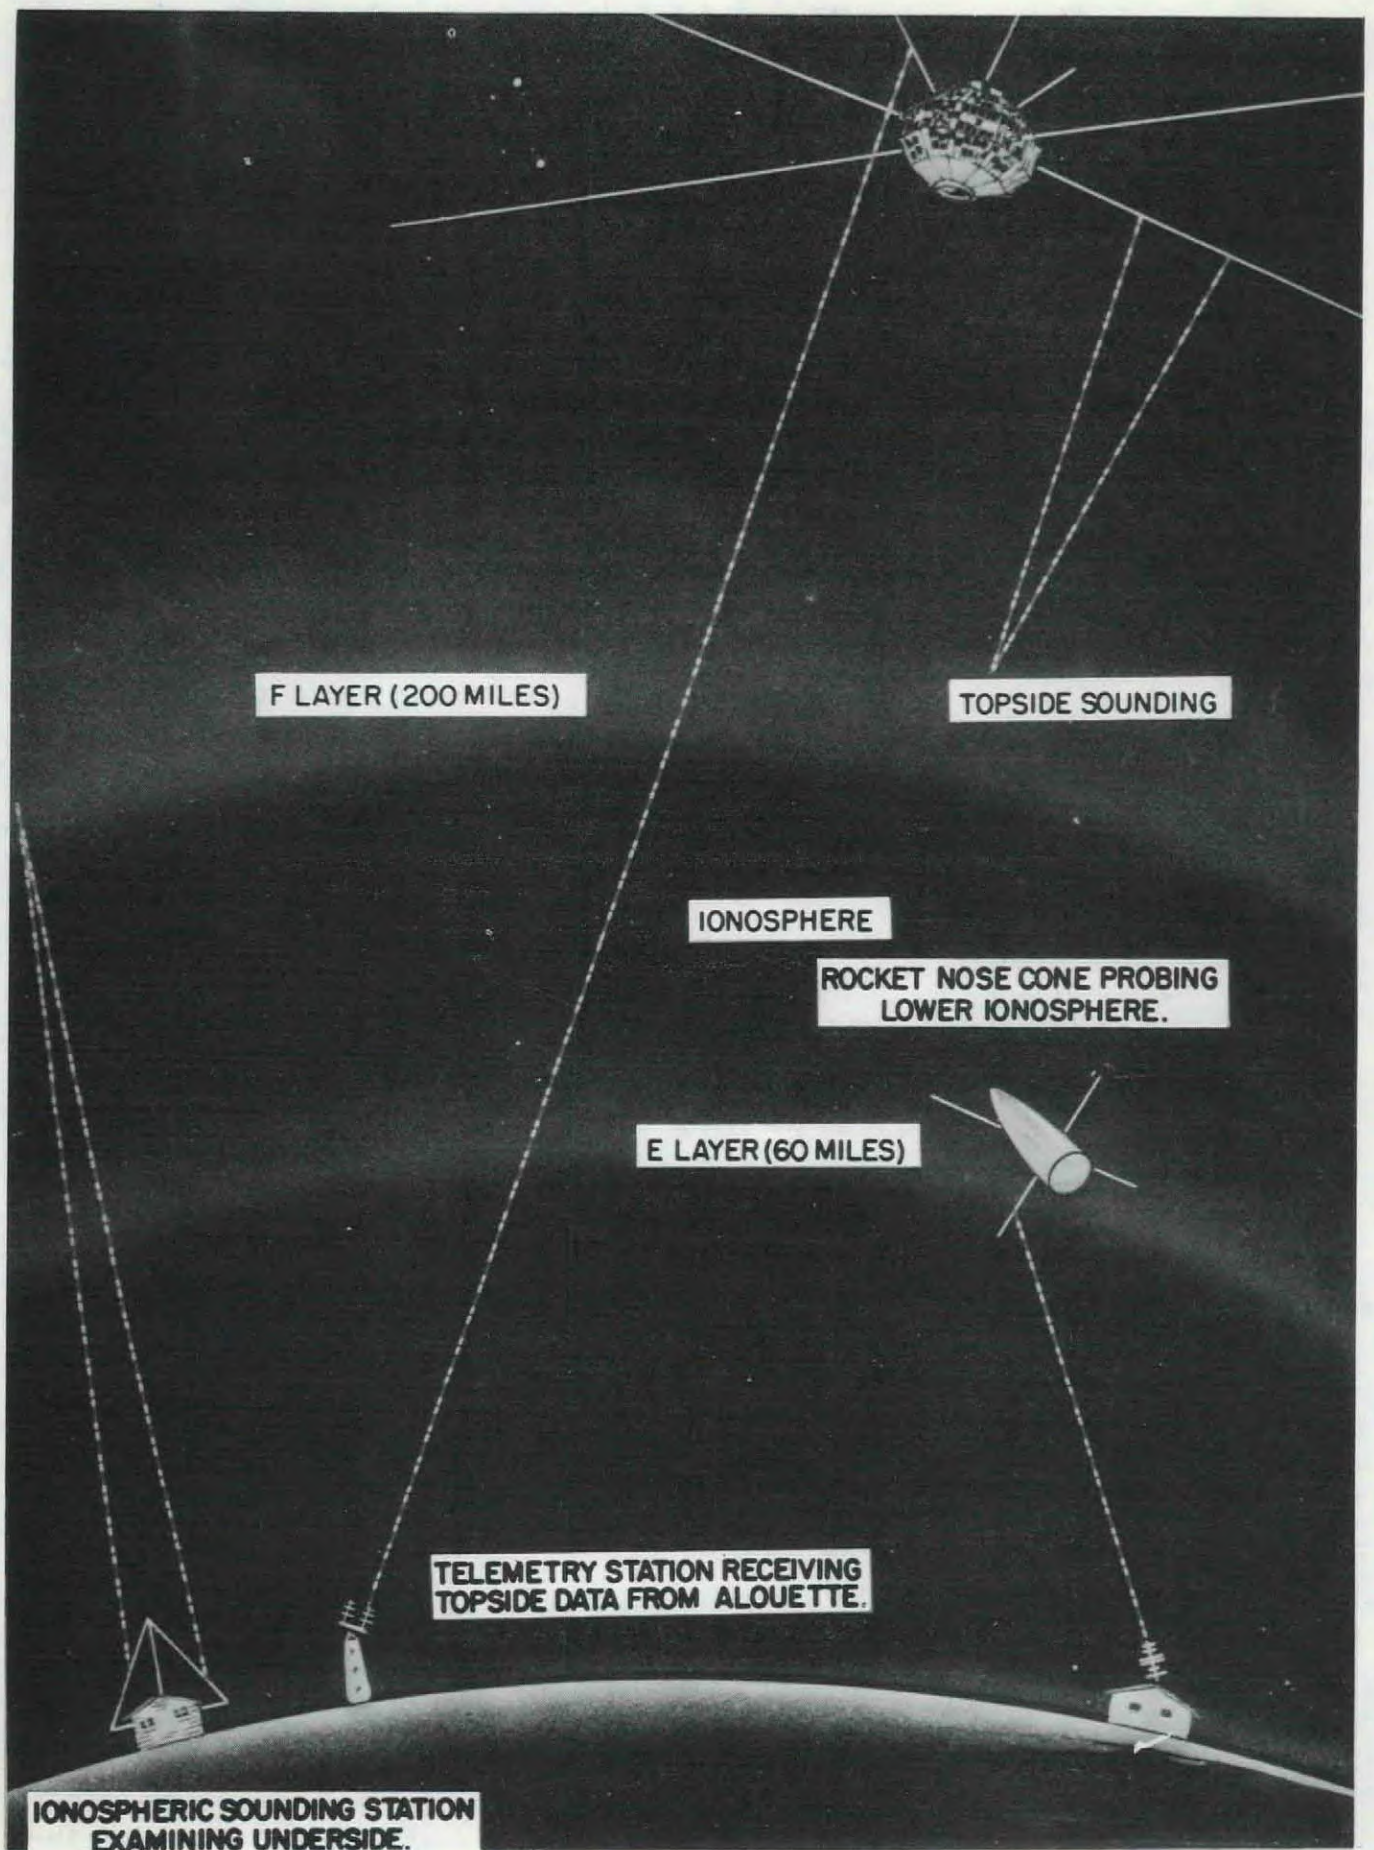 F LAYER (200 MILES)
TOPSIDE SOUNDING
IONOSPHERE
ROCKET NOSE CONE PROBING
LOWER IONOSPHERE.
E LAYER (60 MILES)
TELEMETRY STATION RECEIVING
TOPSIDE DATA FROM ALOUETTE.
IONOSPHERIC SOUNDING STATION
EXAMINING UNDERSIDE.